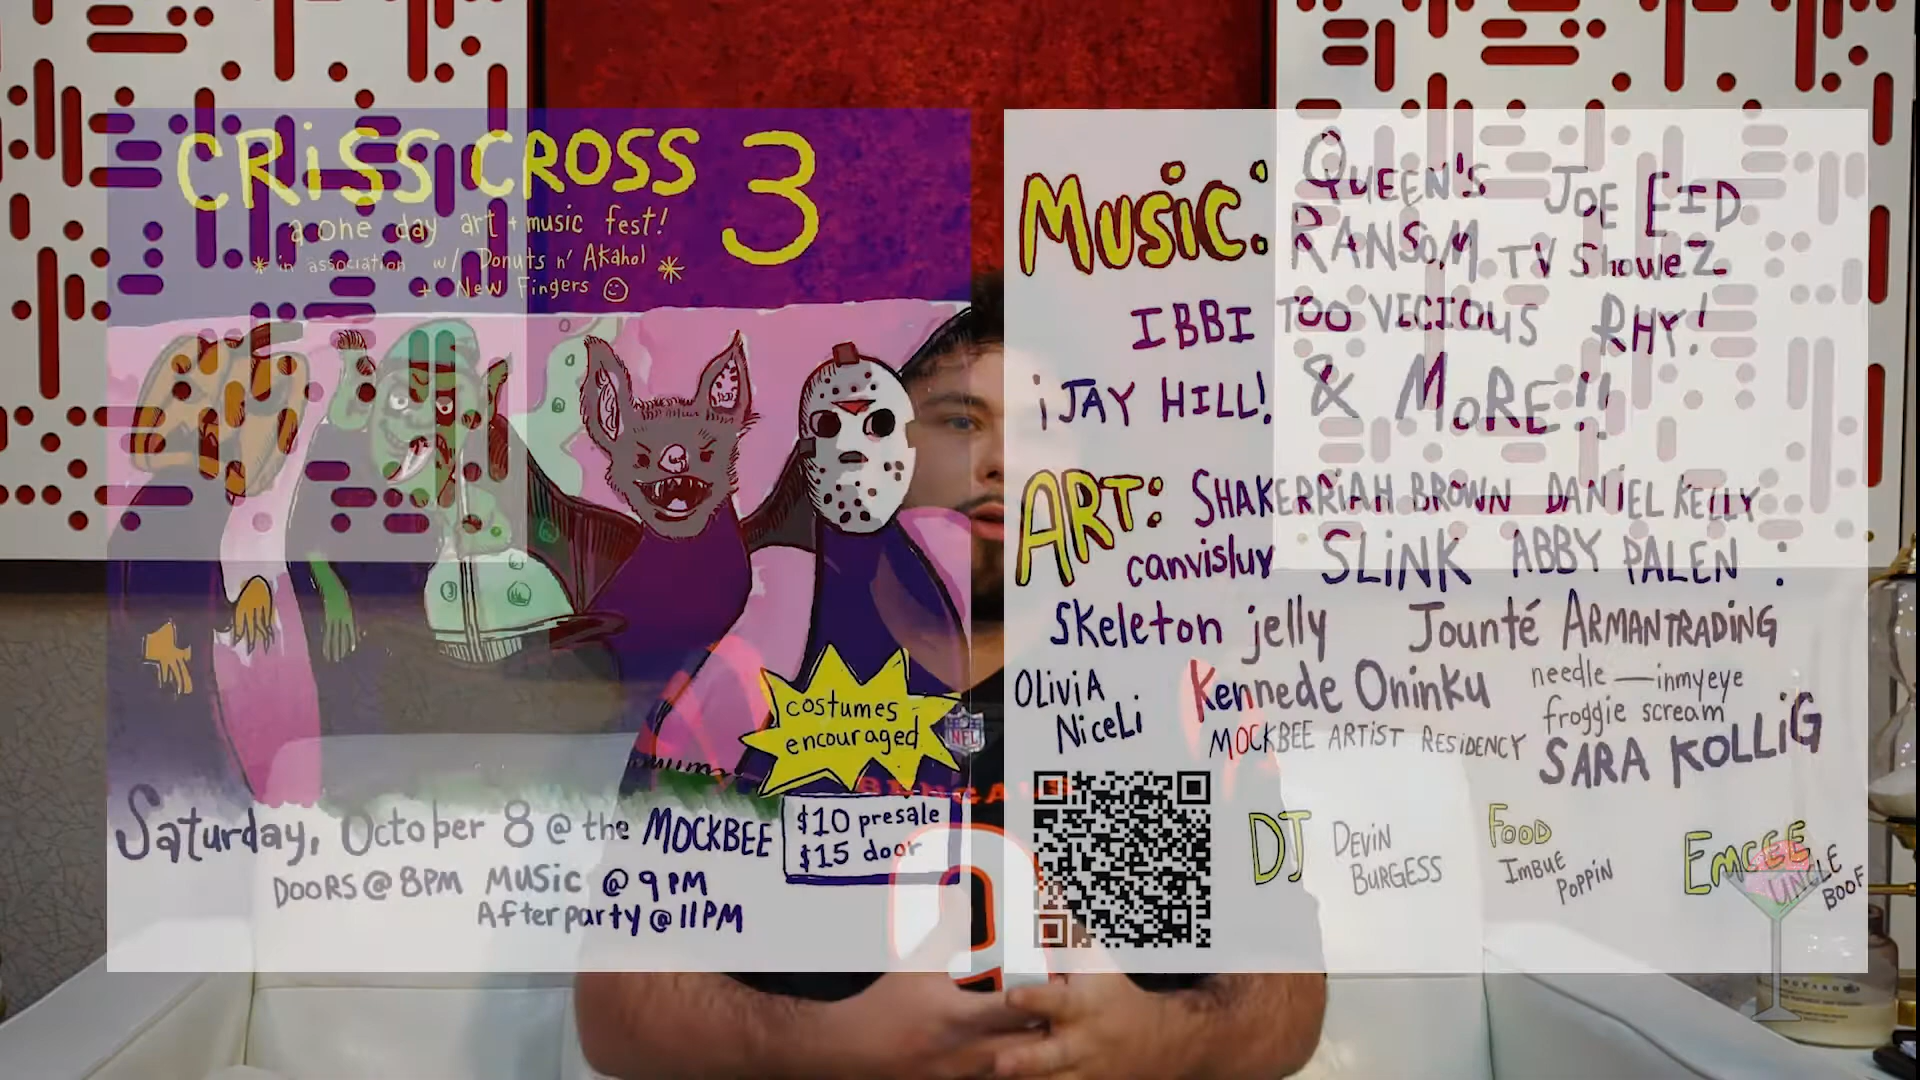 CRiSS CROSS 3
a one day art + music fest!
* in association w/ Donuts n' Akahol *
+ New Fingers
costumes
encouraged
NFL
BENGALS
Saturday, October 8 @ the MOCKBEE
$10 presale
$15 door
DOORS @ 8PM MUSIC @ 9PM
Afterparty @ 11PM
MUSIC:
QUEEN'S RANSOM
JOE EID
TV ShoweZ
IBBI
TOO VICIOUS
RHY!
¡JAY HILL!
& MORE!!
ART:
SHAKERRIAH BROWN DANIEL KELLY
canvisluv SLiNK ABBY PALEN :
Skeleton jelly Jounté ARMANTRADING
OLiviA NiceLi
Kennede Oninku
MOCKBEE ARTIST RESIDENCY
needle — inmyeye
froggie scream
SARA KOLLiG
DJ
DEVIN BURGESS
FOOD
IMBUE POPPIN
EMCEE
UNCLE BOOF